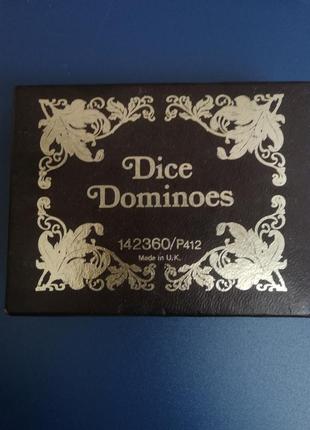 Dice
Dominoes
142360/P412
Made in U.K.